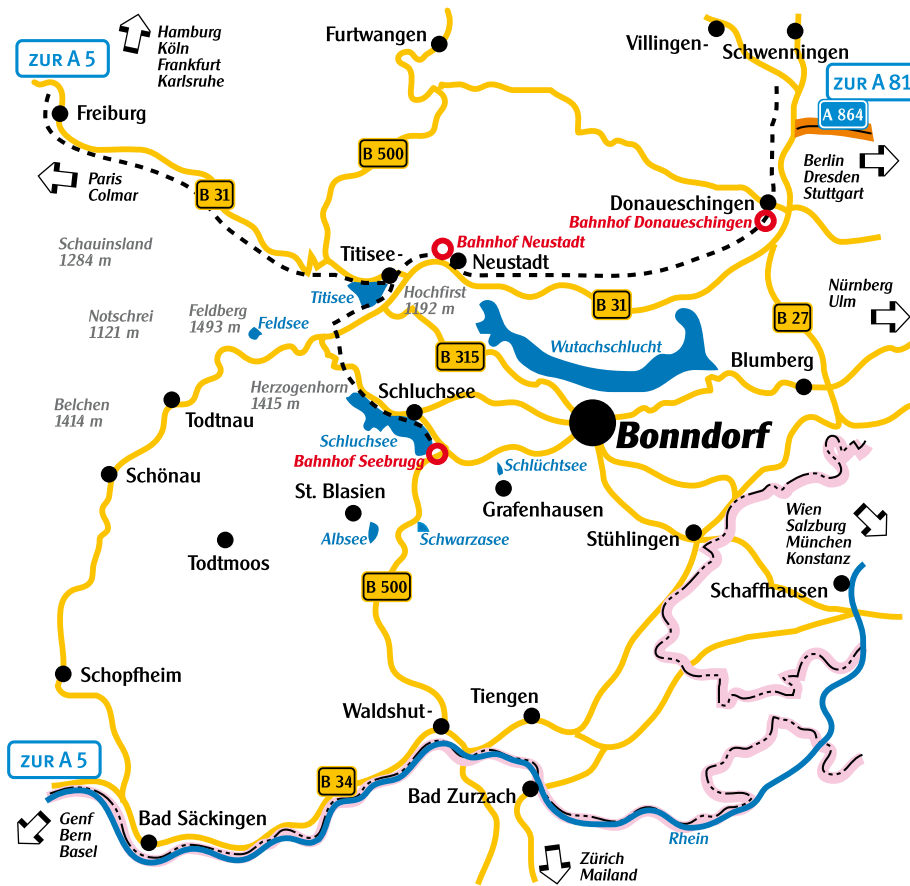 Hamburg
Köln
Frankfurt
Karlsruhe
Furtwangen
Villingen-
Schwenningen
ZUR A 5
ZUR A 81
A 864
Freiburg
B 500
Berlin
Dresden
Stuttgart
Paris
Colmar
B 31
Donaueschingen
Bahnhof Donaueschingen
Schauinsland
1284 m
Titisee-
Bahnhof Neustadt
Neustadt
Titisee
Hochfirst
1192 m
B 31
Nürnberg
Ulm
Notschrei
1121 m
Feldberg
1493 m
Feldsee
B 27
B 315
Wutachschlucht
Blumberg
Herzogenhorn
1415 m
Schluchsee
Belchen
1414 m
Todtnau
Bonndorf
Schluchsee
Bahnhof Seebrugg
Schlüchtsee
Schönau
St. Blasien
Grafenhausen
Wien
Salzburg
München
Konstanz
Albsee
Schwarzasee
Stühlingen
Todtmoos
B 500
Schaffhausen
Schopfheim
Waldshut-
Tiengen
ZUR A 5
B 34
Bad Zurzach
Bad Säckingen
Genf
Bern
Basel
Rhein
Zürich
Mailand